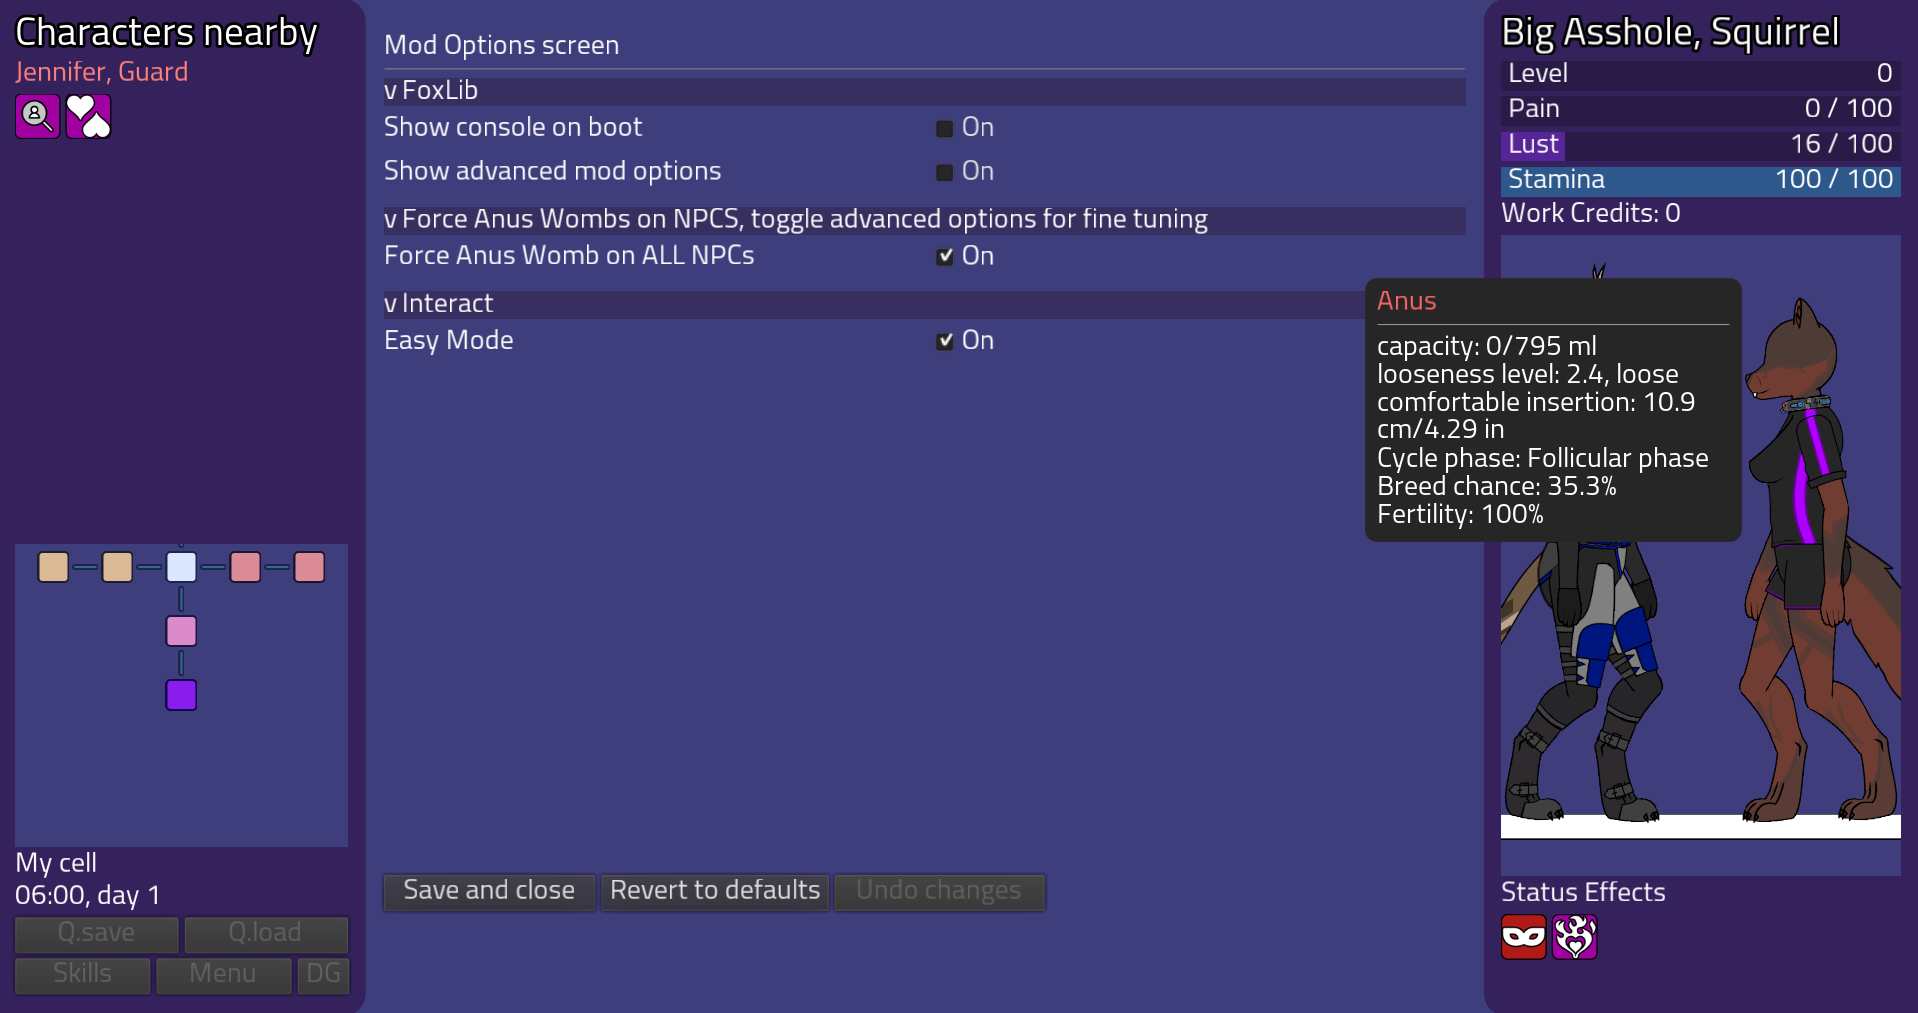 Characters nearby
Jennifer, Guard
My cell
06:00, day 1
Q.save
Q.load
Skills
Menu
DG
Mod Options screen
v FoxLib
Show console on boot
On
Show advanced mod options
On
v Force Anus Wombs on NPCS, toggle advanced options for fine tuning
Force Anus Womb on ALL NPCs
On
v Interact
Easy Mode
On
Save and close
Revert to defaults
Undo changes
Big Asshole, Squirrel
Level 0
Pain 0 / 100
Lust 16 / 100
Stamina 100 / 100
Work Credits: 0
Anus
capacity: 0/795 ml
looseness level: 2.4, loose
comfortable insertion: 10.9
cm/4.29 in
Cycle phase: Follicular phase
Breed chance: 35.3%
Fertility: 100%
Status Effects